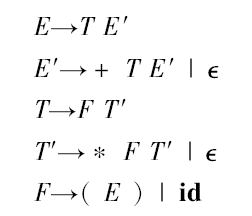 E→T E′
E′→ + T E′ | ϵ
T→F T′
T′→ * F T′ | ϵ
F→( E ) | id